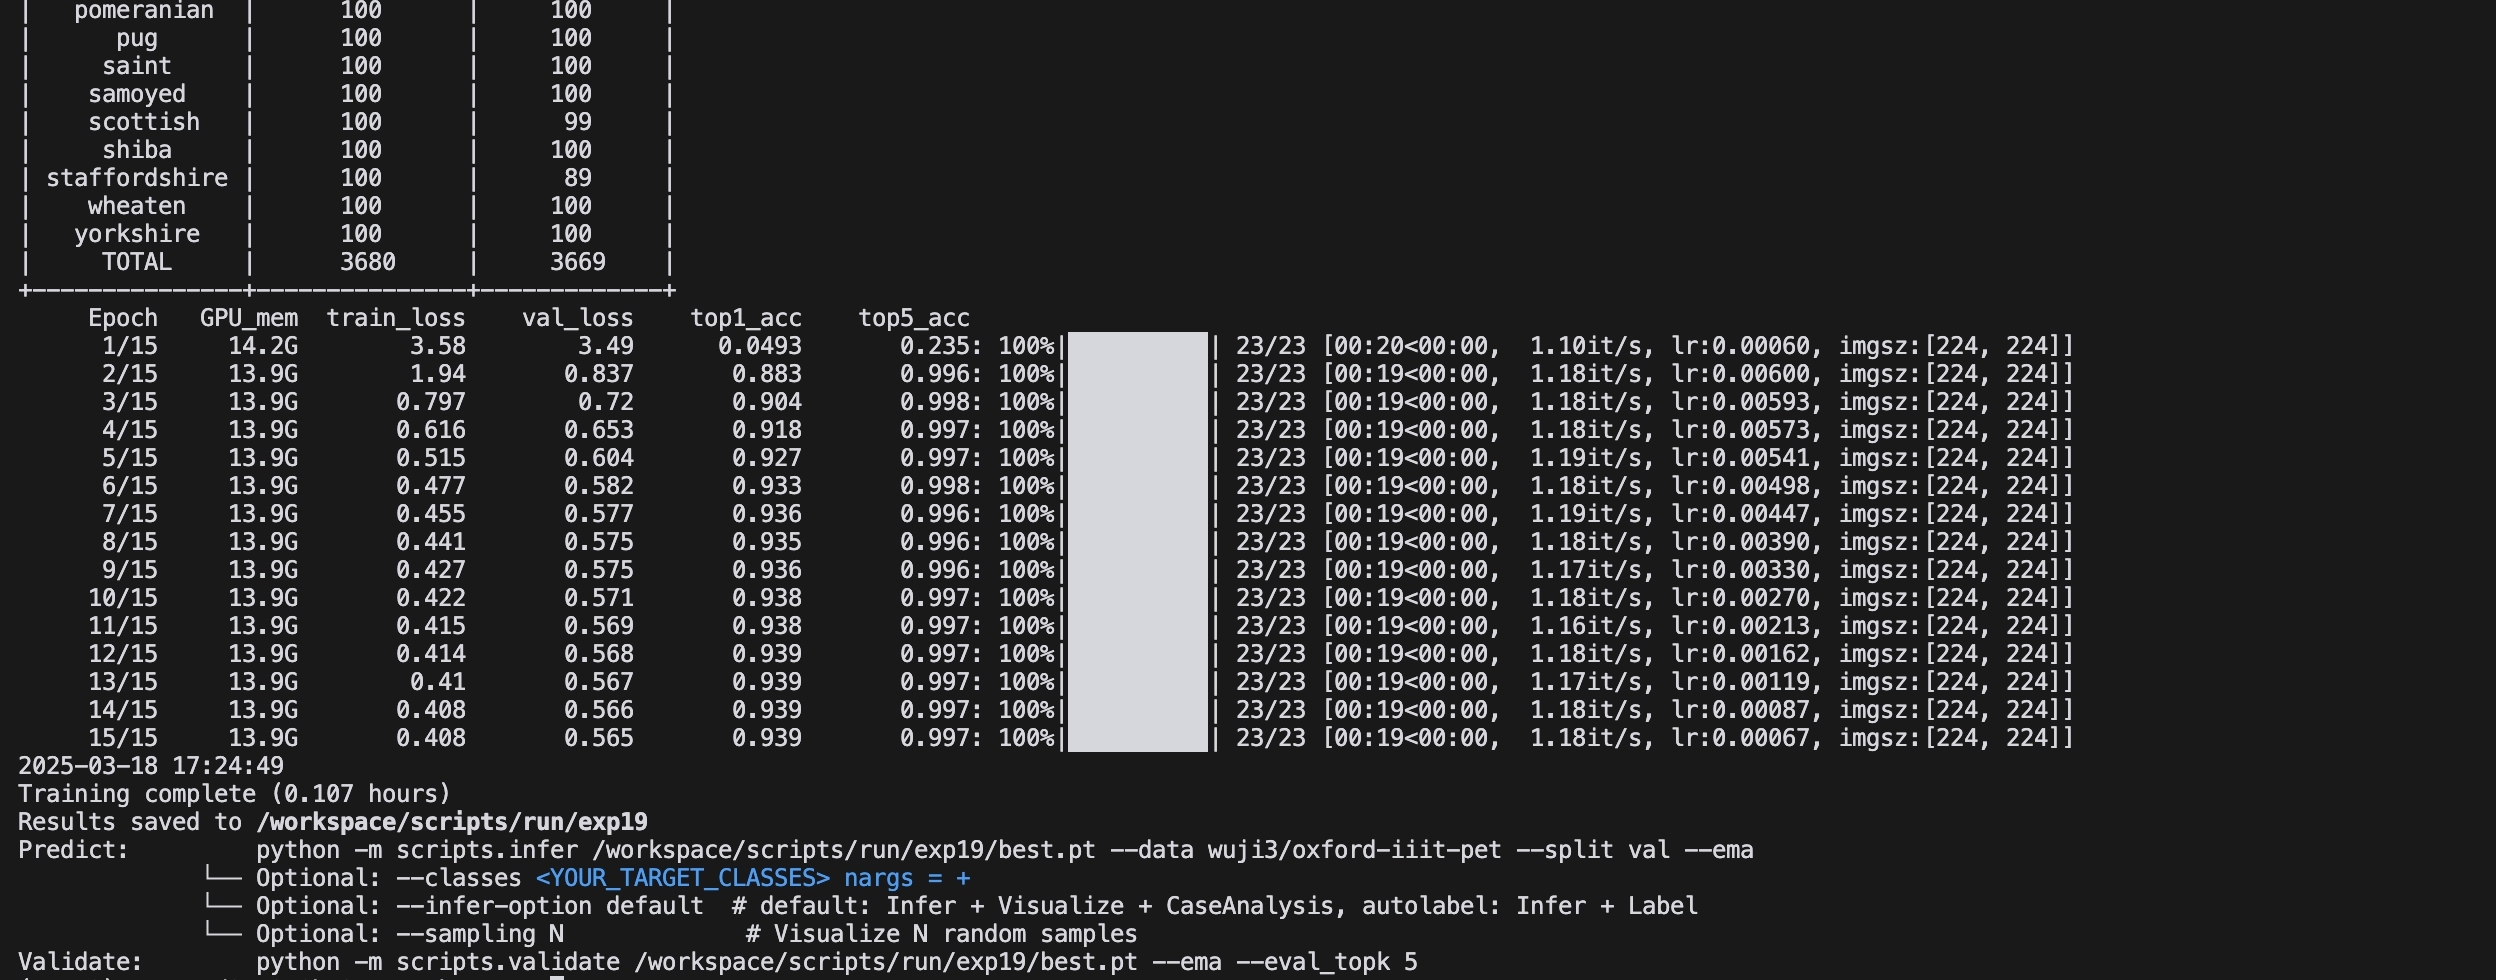 | pomeranian | 100 | 100 |
| pug | 100 | 100 |
| saint | 100 | 100 |
| samoyed | 100 | 100 |
| scottish | 100 | 99 |
| shiba | 100 | 100 |
| staffordshire | 100 | 89 |
| wheaten | 100 | 100 |
| yorkshire | 100 | 100 |
| TOTAL | 3680 | 3669 |
+---------------+---------------+-------------+
Epoch GPU_mem train_loss val_loss top1_acc top5_acc
1/15 14.2G 3.58 3.49 0.0493 0.235: 100%|██████████| 23/23 [00:20<00:00, 1.10it/s, lr:0.00060, imgsz:[224, 224]]
2/15 13.9G 1.94 0.837 0.883 0.996: 100%|██████████| 23/23 [00:19<00:00, 1.18it/s, lr:0.00600, imgsz:[224, 224]]
3/15 13.9G 0.797 0.72 0.904 0.998: 100%|██████████| 23/23 [00:19<00:00, 1.18it/s, lr:0.00593, imgsz:[224, 224]]
4/15 13.9G 0.616 0.653 0.918 0.997: 100%|██████████| 23/23 [00:19<00:00, 1.18it/s, lr:0.00573, imgsz:[224, 224]]
5/15 13.9G 0.515 0.604 0.927 0.997: 100%|██████████| 23/23 [00:19<00:00, 1.19it/s, lr:0.00541, imgsz:[224, 224]]
6/15 13.9G 0.477 0.582 0.933 0.998: 100%|██████████| 23/23 [00:19<00:00, 1.18it/s, lr:0.00498, imgsz:[224, 224]]
7/15 13.9G 0.455 0.577 0.936 0.996: 100%|██████████| 23/23 [00:19<00:00, 1.19it/s, lr:0.00447, imgsz:[224, 224]]
8/15 13.9G 0.441 0.575 0.935 0.996: 100%|██████████| 23/23 [00:19<00:00, 1.18it/s, lr:0.00390, imgsz:[224, 224]]
9/15 13.9G 0.427 0.575 0.936 0.996: 100%|██████████| 23/23 [00:19<00:00, 1.17it/s, lr:0.00330, imgsz:[224, 224]]
10/15 13.9G 0.422 0.571 0.938 0.997: 100%|██████████| 23/23 [00:19<00:00, 1.18it/s, lr:0.00270, imgsz:[224, 224]]
11/15 13.9G 0.415 0.569 0.938 0.997: 100%|██████████| 23/23 [00:19<00:00, 1.16it/s, lr:0.00213, imgsz:[224, 224]]
12/15 13.9G 0.414 0.568 0.939 0.997: 100%|██████████| 23/23 [00:19<00:00, 1.18it/s, lr:0.00162, imgsz:[224, 224]]
13/15 13.9G 0.41 0.567 0.939 0.997: 100%|██████████| 23/23 [00:19<00:00, 1.17it/s, lr:0.00119, imgsz:[224, 224]]
14/15 13.9G 0.408 0.566 0.939 0.997: 100%|██████████| 23/23 [00:19<00:00, 1.18it/s, lr:0.00087, imgsz:[224, 224]]
15/15 13.9G 0.408 0.565 0.939 0.997: 100%|██████████| 23/23 [00:19<00:00, 1.18it/s, lr:0.00067, imgsz:[224, 224]]
2025-03-18 17:24:49
Training complete (0.107 hours)
Results saved to /workspace/scripts/run/exp19
Predict: python -m scripts.infer /workspace/scripts/run/exp19/best.pt --data wuji3/oxford-iiit-pet --split val --ema
└── Optional: --classes <YOUR_TARGET_CLASSES> nargs = +
└── Optional: --infer-option default # default: Infer + Visualize + CaseAnalysis, autolabel: Infer + Label
└── Optional: --sampling N # Visualize N random samples
Validate: python -m scripts.validate /workspace/scripts/run/exp19/best.pt --ema --eval_topk 5